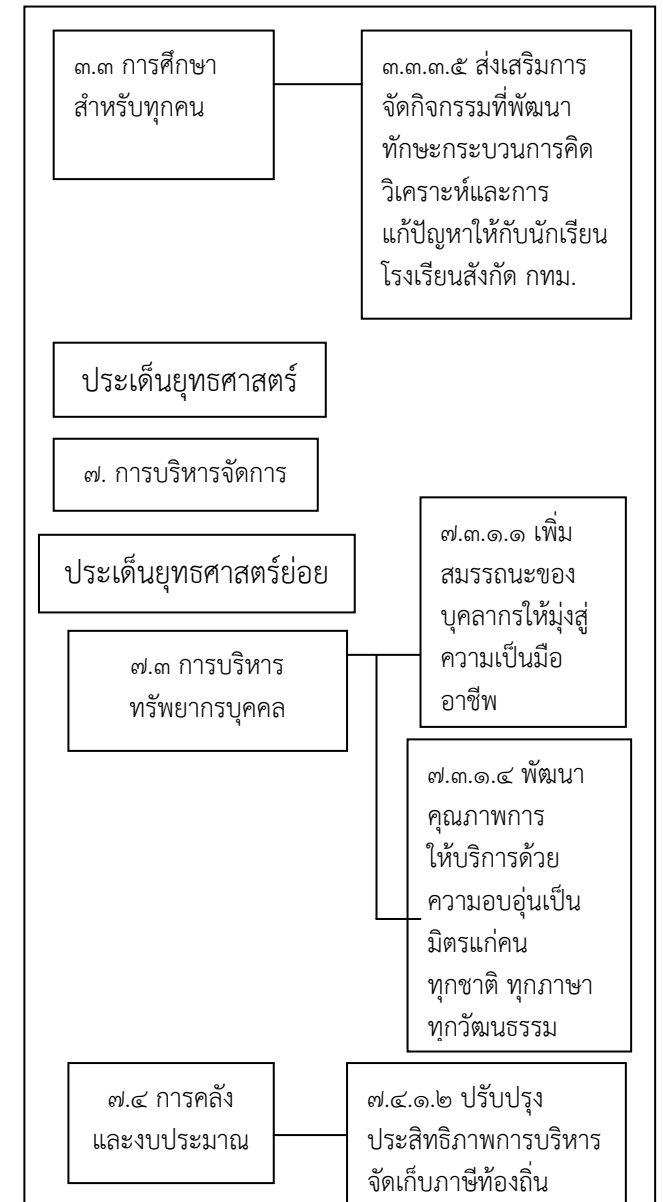 ๓.๓ การศึกษา
สำหรับทุกคน
๓.๓.๓.๕ ส่งเสริมการ
จัดกิจกรรมที่พัฒนา
ทักษะกระบวนการคิด
วิเคราะห์และการ
แก้ปัญหาให้กับนักเรียน
โรงเรียนสังกัด กทม.
ประเด็นยุทธศาสตร์
๗. การบริหารจัดการ
ประเด็นยุทธศาสตร์ย่อย
๗.๓ การบริหาร
ทรัพยากรบุคคล
๗.๓.๑.๑ เพิ่ม
สมรรถนะของ
บุคลากรให้มุ่งสู่
ความเป็นมือ
อาชีพ
๗.๓.๑.๔ พัฒนา
คุณภาพการ
ให้บริการด้วย
ความอบอุ่นเป็น
มิตรแก่คน
ทุกชาติ ทุกภาษา
ทุกวัฒนธรรม
๗.๔ การคลัง
และงบประมาณ
๗.๔.๑.๒ ปรับปรุง
ประสิทธิภาพการบริหาร
จัดเก็บภาษีท้องถิ่น